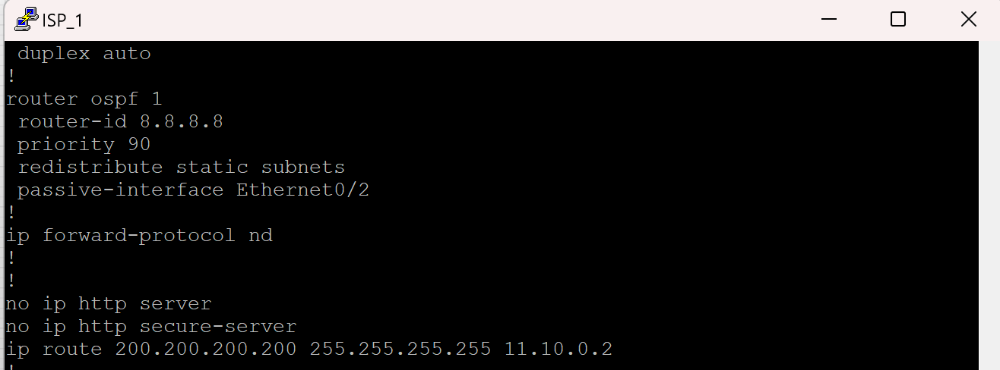 ISP_1
duplex auto
!
router ospf 1
router-id 8.8.8.8
priority 90
redistribute static subnets
passive-interface Ethernet0/2
!
ip forward-protocol nd
!
!
no ip http server
no ip http secure-server
ip route 200.200.200.200 255.255.255.255 11.10.0.2
!